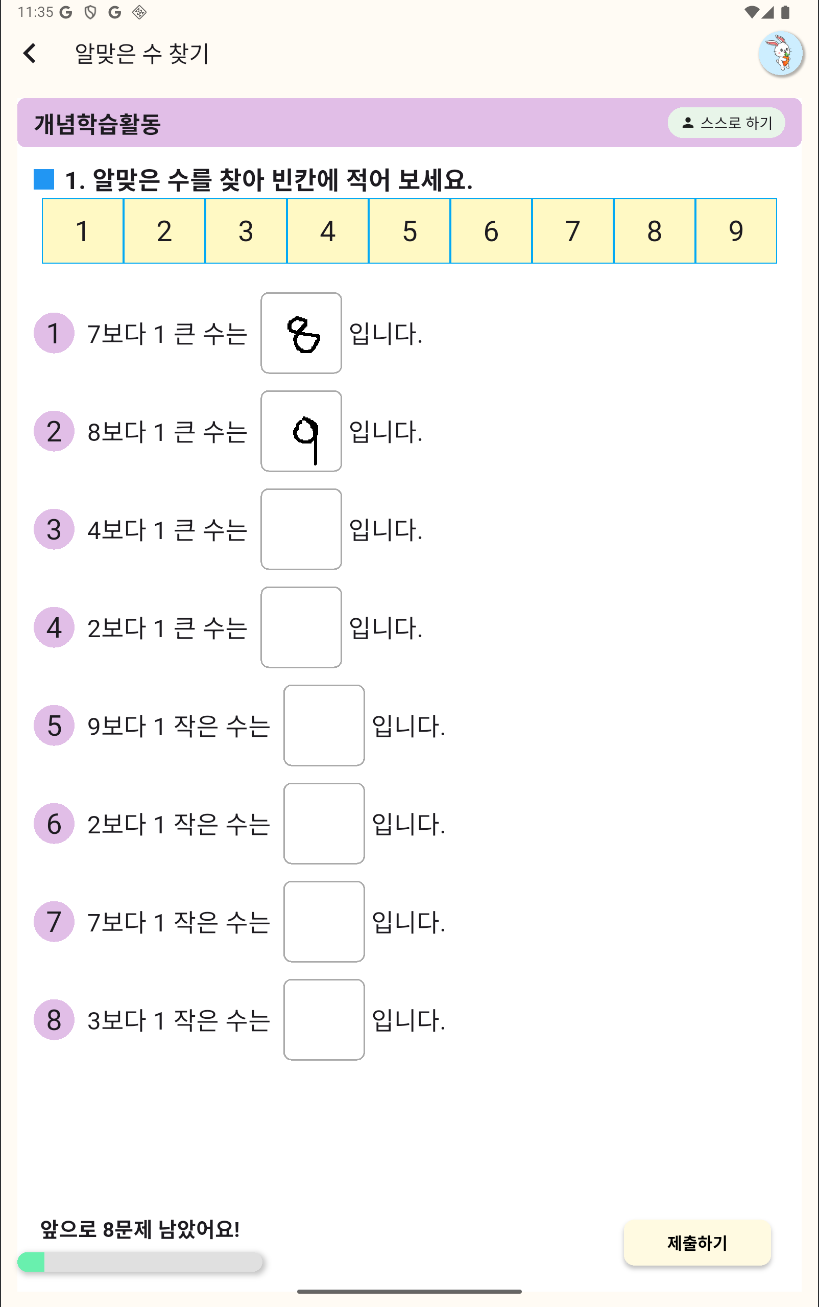 11:35
알맞은 수 찾기
개념학습활동
스스로 하기
1. 알맞은 수를 찾아 빈칸에 적어 보세요.
1 2 3 4 5 6 7 8 9
1 7보다 1 큰 수는 8 입니다.
2 8보다 1 큰 수는 9 입니다.
3 4보다 1 큰 수는 입니다.
4 2보다 1 큰 수는 입니다.
5 9보다 1 작은 수는 입니다.
6 2보다 1 작은 수는 입니다.
7 7보다 1 작은 수는 입니다.
8 3보다 1 작은 수는 입니다.
앞으로 8문제 남았어요!
제출하기